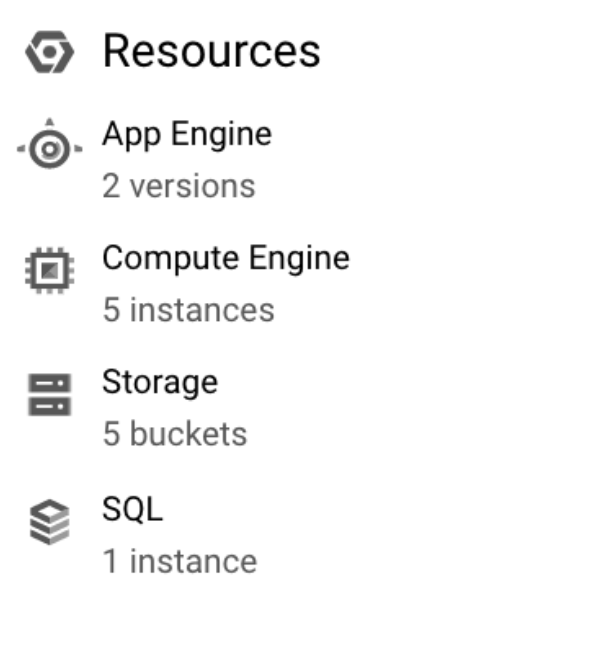 Resources
App Engine
2 versions
Compute Engine
5 instances
Storage
5 buckets
SQL
1 instance